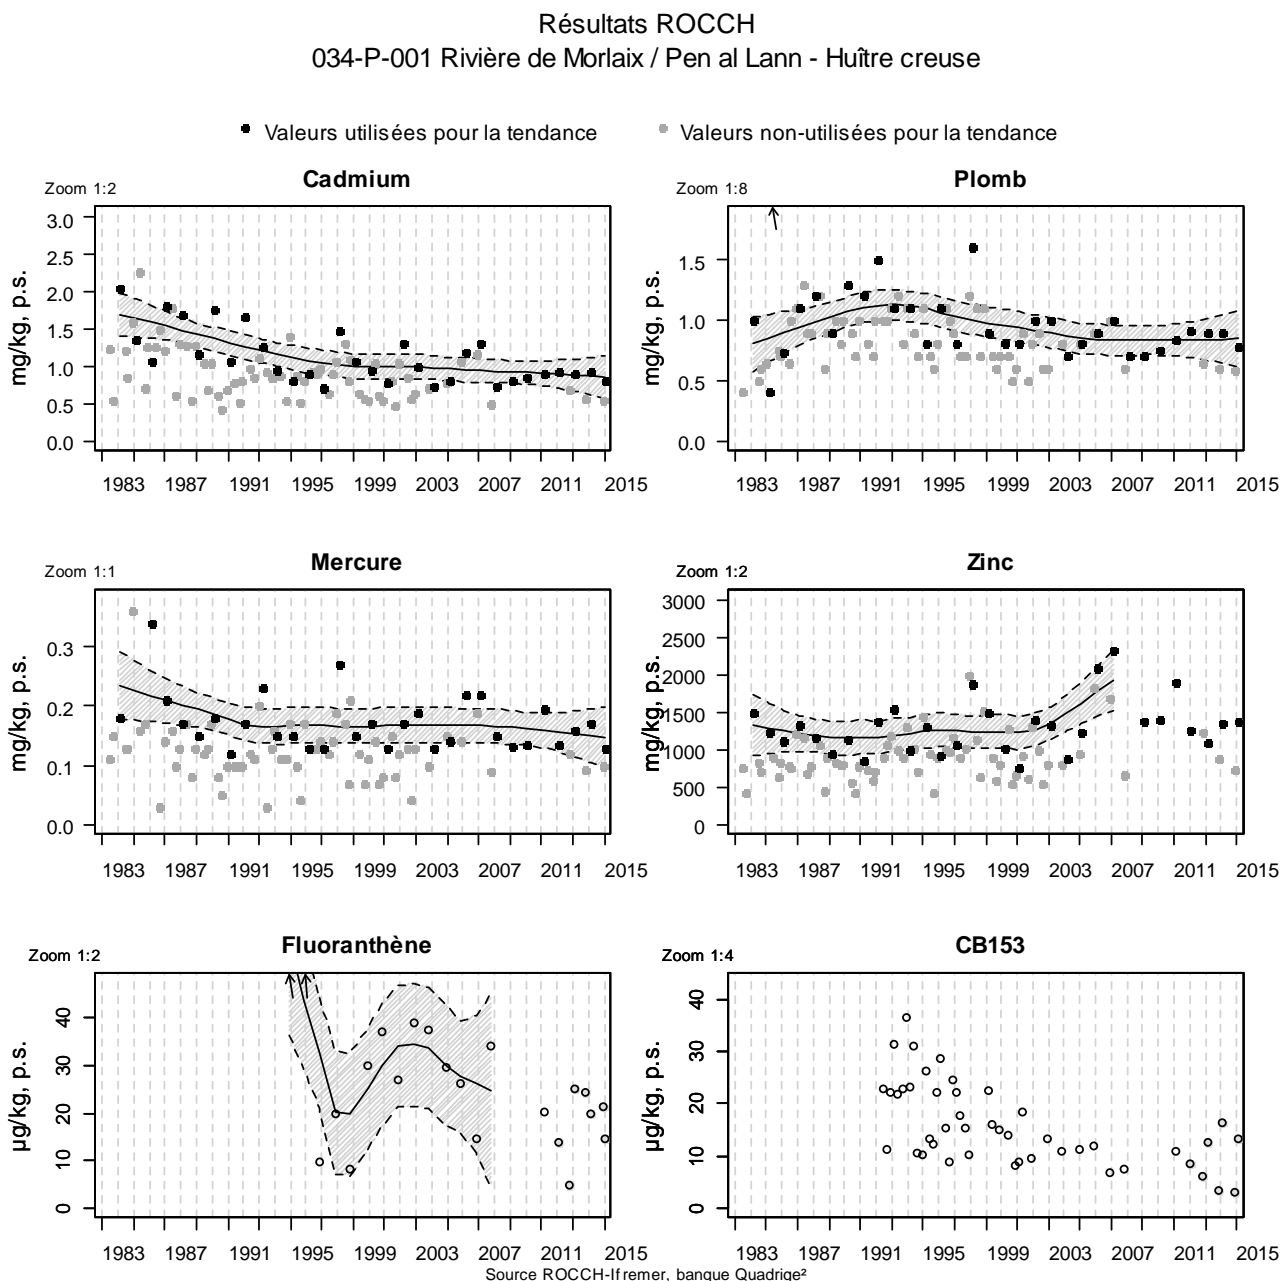 Résultats ROCCH
034-P-001 Rivière de Morlaix / Pen al Lann - Huître creuse
Valeurs utilisées pour la tendance
Valeurs non-utilisées pour la tendance
Zoom 1:2
Cadmium
mg/kg, p.s.
3.0
2.5
2.0
1.5
1.0
0.5
0.0
1983 1987 1991 1995 1999 2003 2007 2011 2015
Zoom 1:8
Plomb
mg/kg, p.s.
1.5
1.0
0.5
0.0
1983 1987 1991 1995 1999 2003 2007 2011 2015
Zoom 1:1
Mercure
mg/kg, p.s.
0.3
0.2
0.1
0.0
1983 1987 1991 1995 1999 2003 2007 2011 2015
Zoom 1:2
Zinc
mg/kg, p.s.
3000
2500
2000
1500
1000
500
0
1983 1987 1991 1995 1999 2003 2007 2011 2015
Zoom 1:2
Fluoranthène
µg/kg, p.s.
40
30
20
10
0
1983 1987 1991 1995 1999 2003 2007 2011 2015
Zoom 1:4
CB153
µg/kg, p.s.
40
30
20
10
0
1983 1987 1991 1995 1999 2003 2007 2011 2015
Source ROCCH-Ifremer, banque Quadrige²